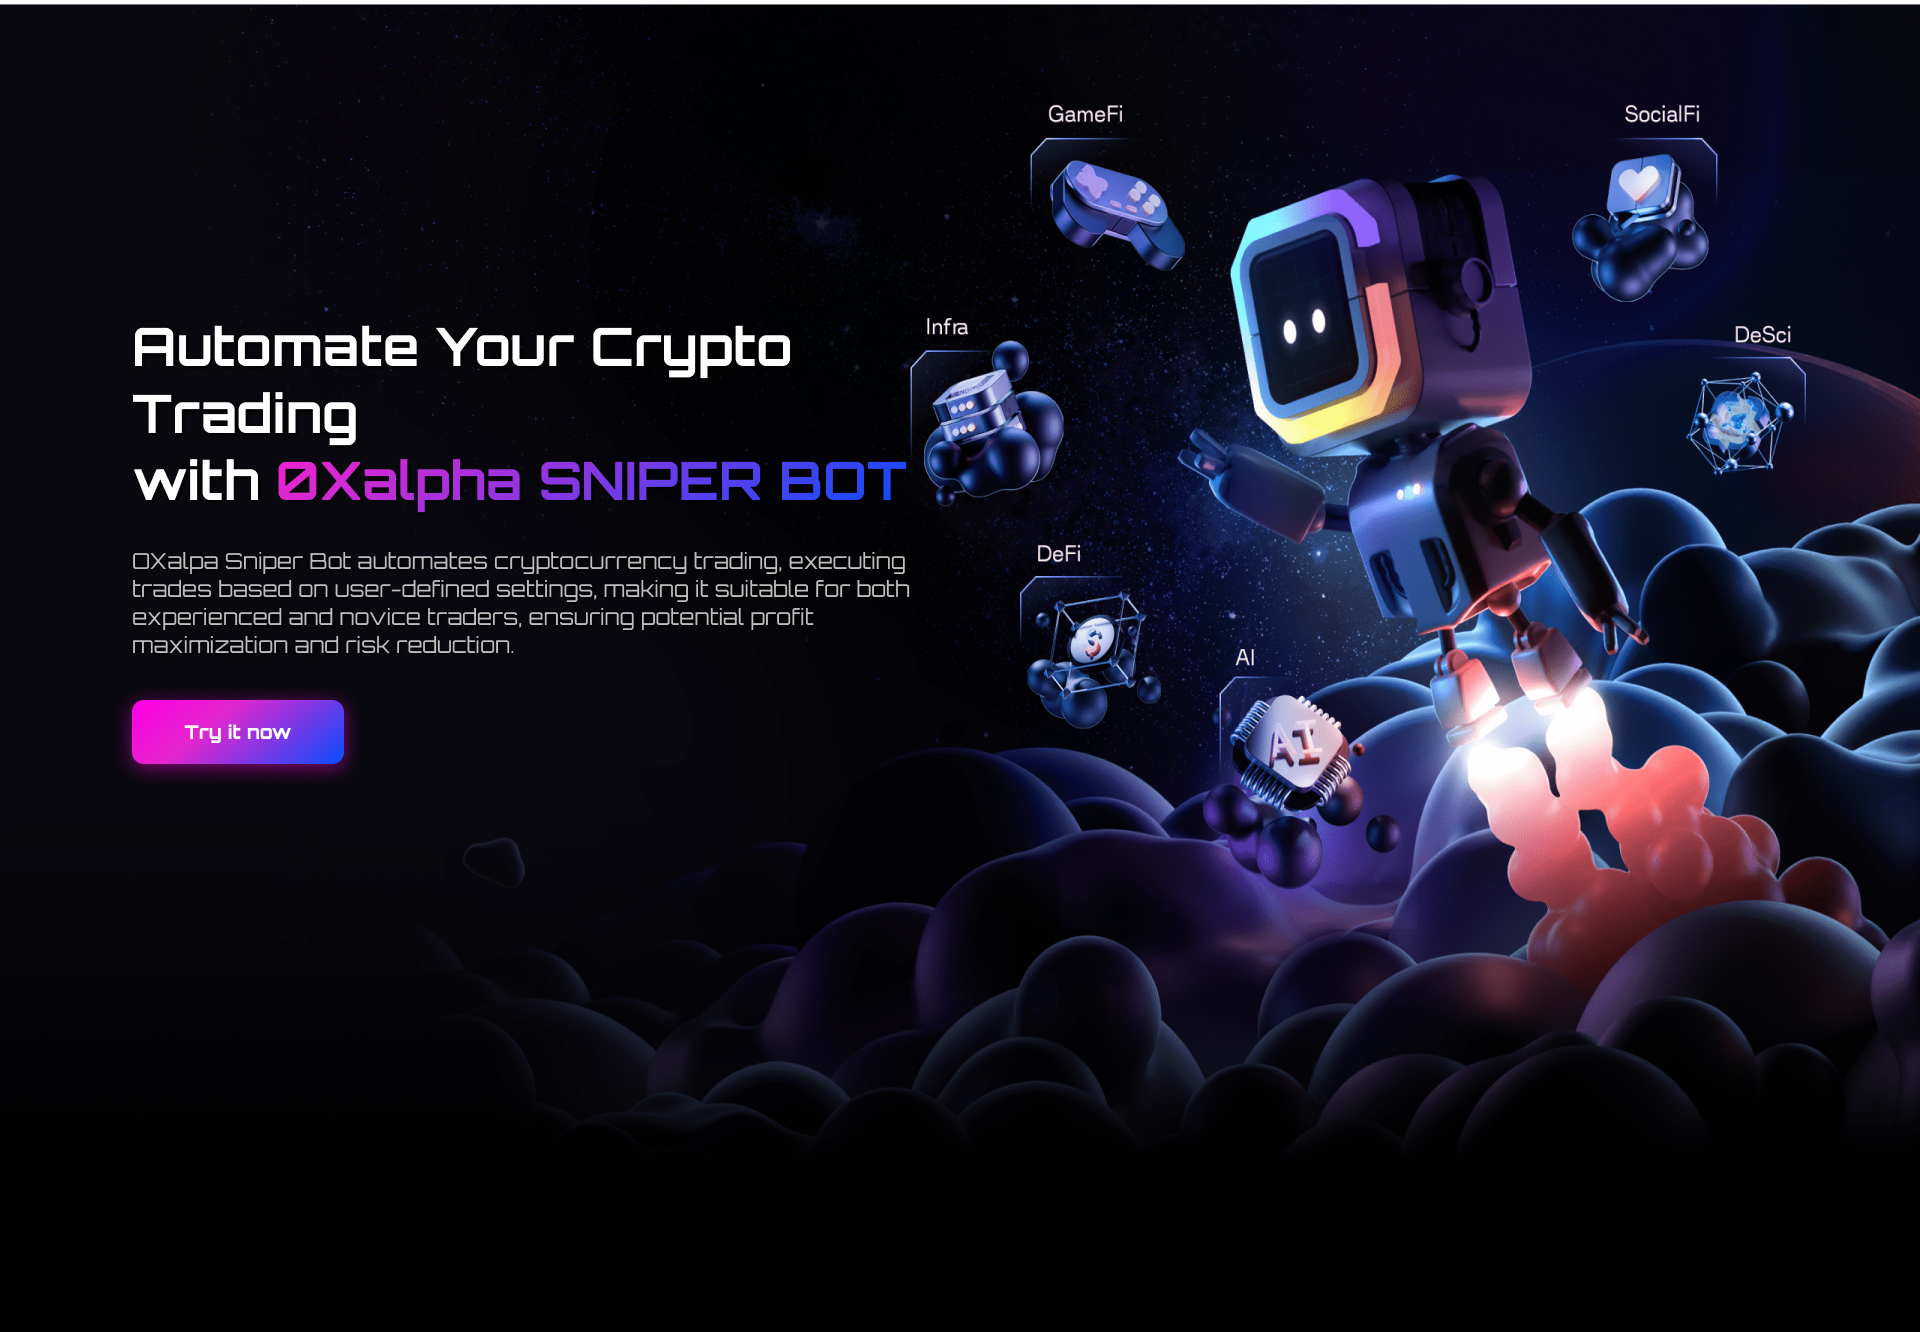 GameFi
SocialFi
Infra
DeSci
Automate Your Crypto
Trading
with 0Xalpha SNIPER BOT
0Xalpa Sniper Bot automates cryptocurrency trading, executing
trades based on user-defined settings, making it suitable for both
experienced and novice traders, ensuring potential profit
maximization and risk reduction.
DeFi
$
AI
AI
Try it now